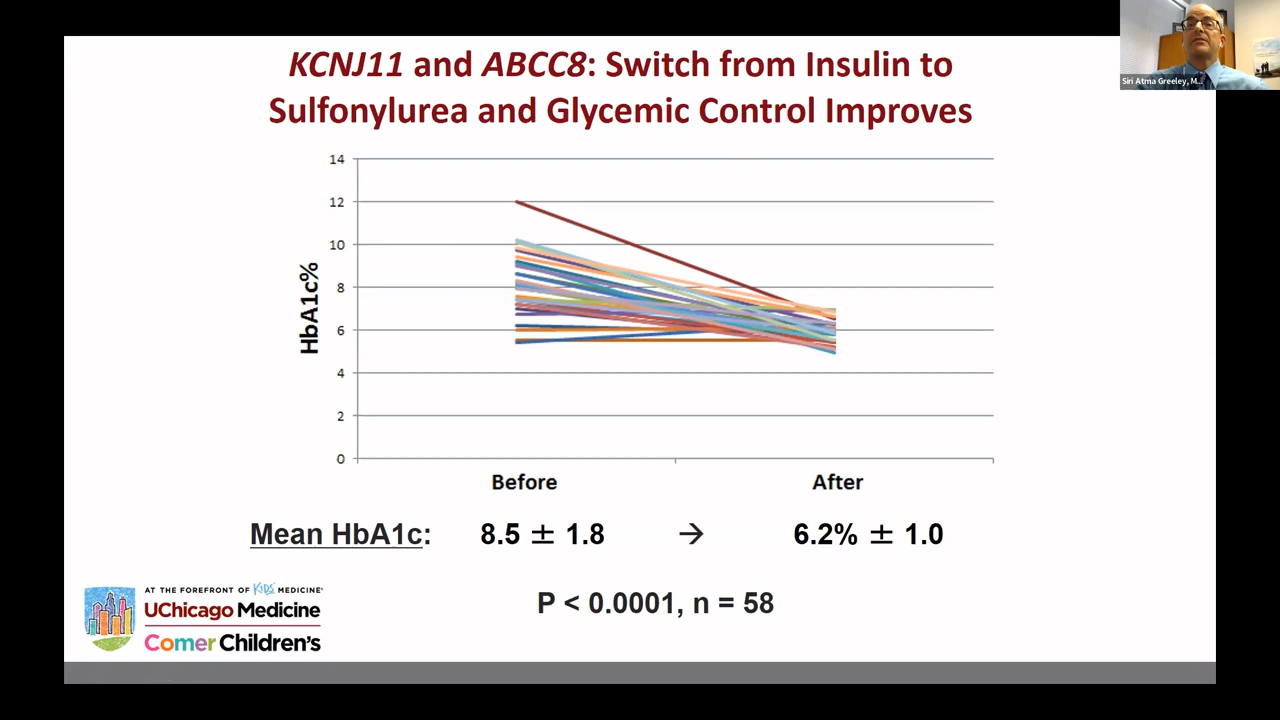 KCNJ11 and ABCC8: Switch from Insulin to
Sulfonylurea and Glycemic Control Improves
Siri Atma Greeley, M...
14
12
10
8
6
4
2
0
HbA1c%
Before After
Mean HbA1c: 8.5 ± 1.8 → 6.2% ± 1.0
P < 0.0001, n = 58
AT THE FOREFRONT OF KIDS' MEDICINE®
UChicago Medicine
Comer Children's